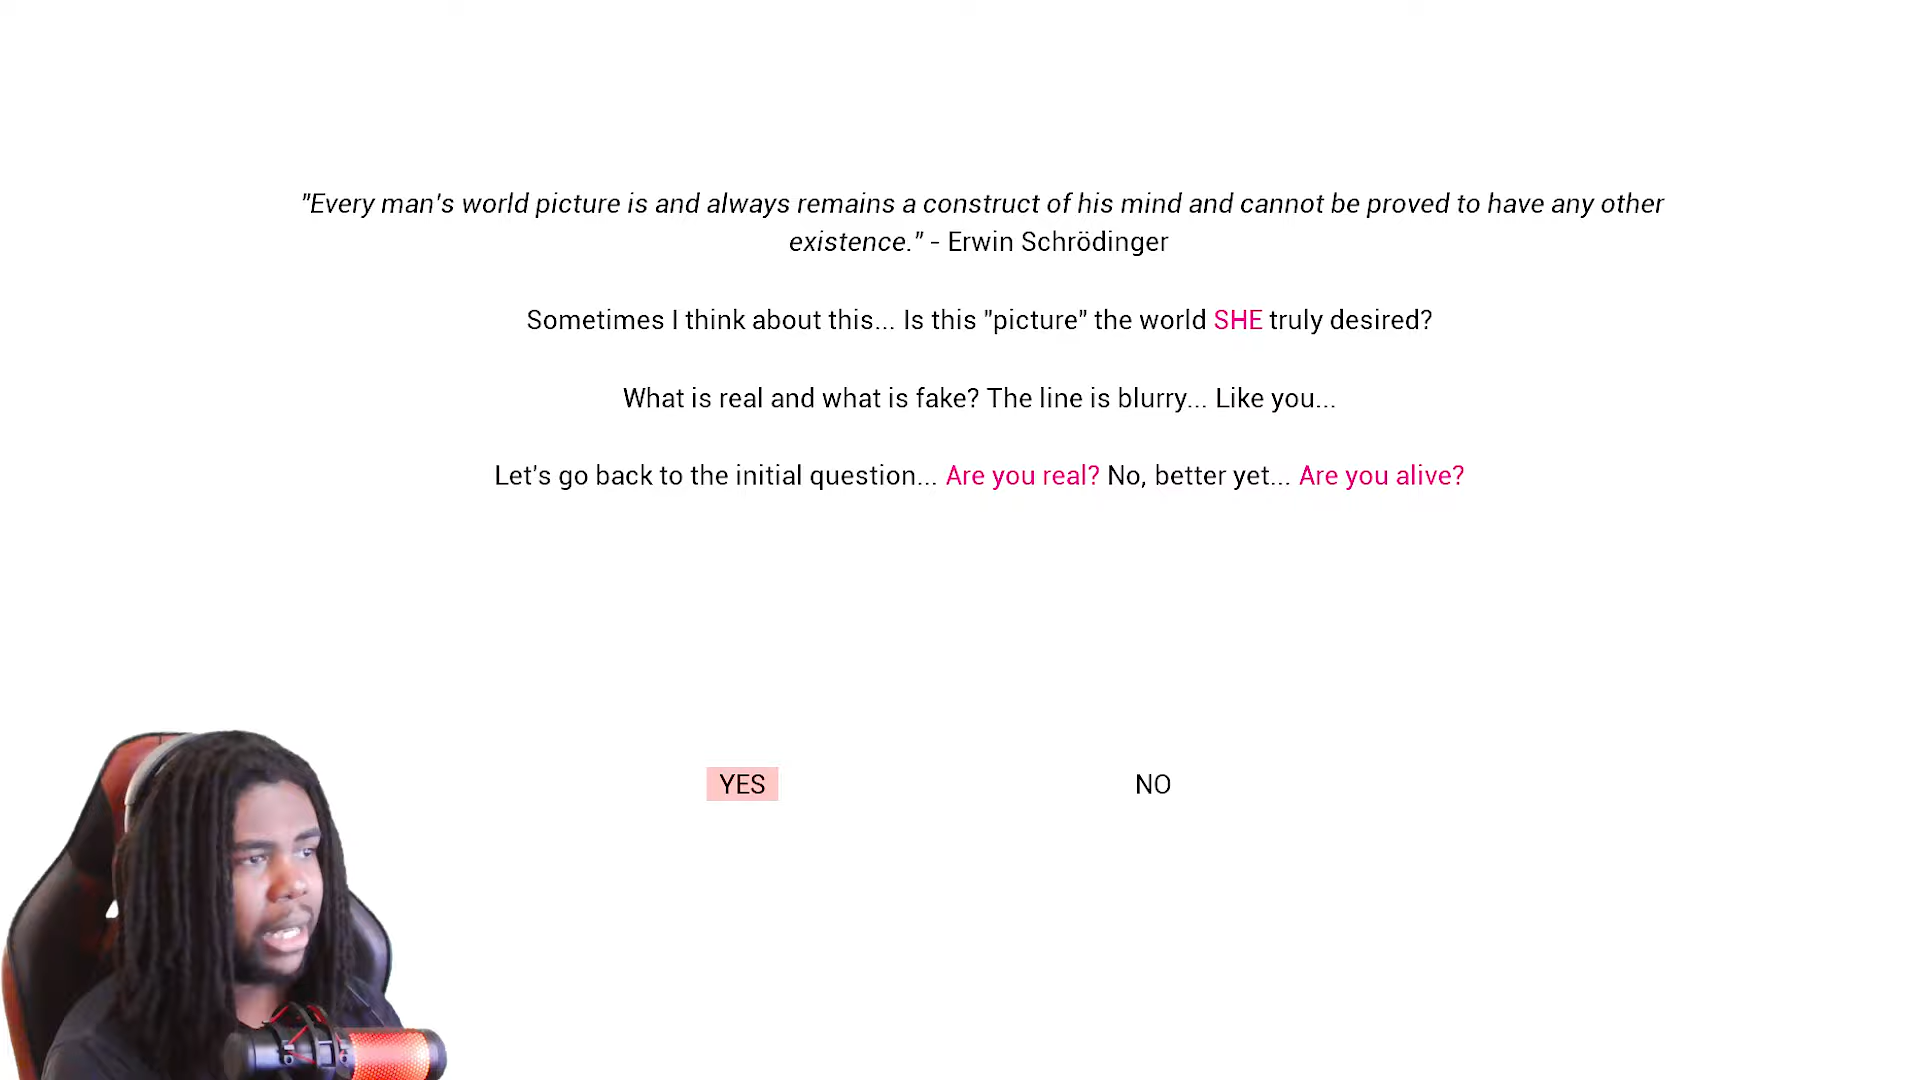 "Every man's world picture is and always remains a construct of his mind and cannot be proved to have any other
existence." - Erwin Schrödinger
Sometimes I think about this... Is this "picture" the world SHE truly desired?
What is real and what is fake? The line is blurry... Like you...
Let's go back to the initial question... Are you real? No, better yet... Are you alive?
YES NO